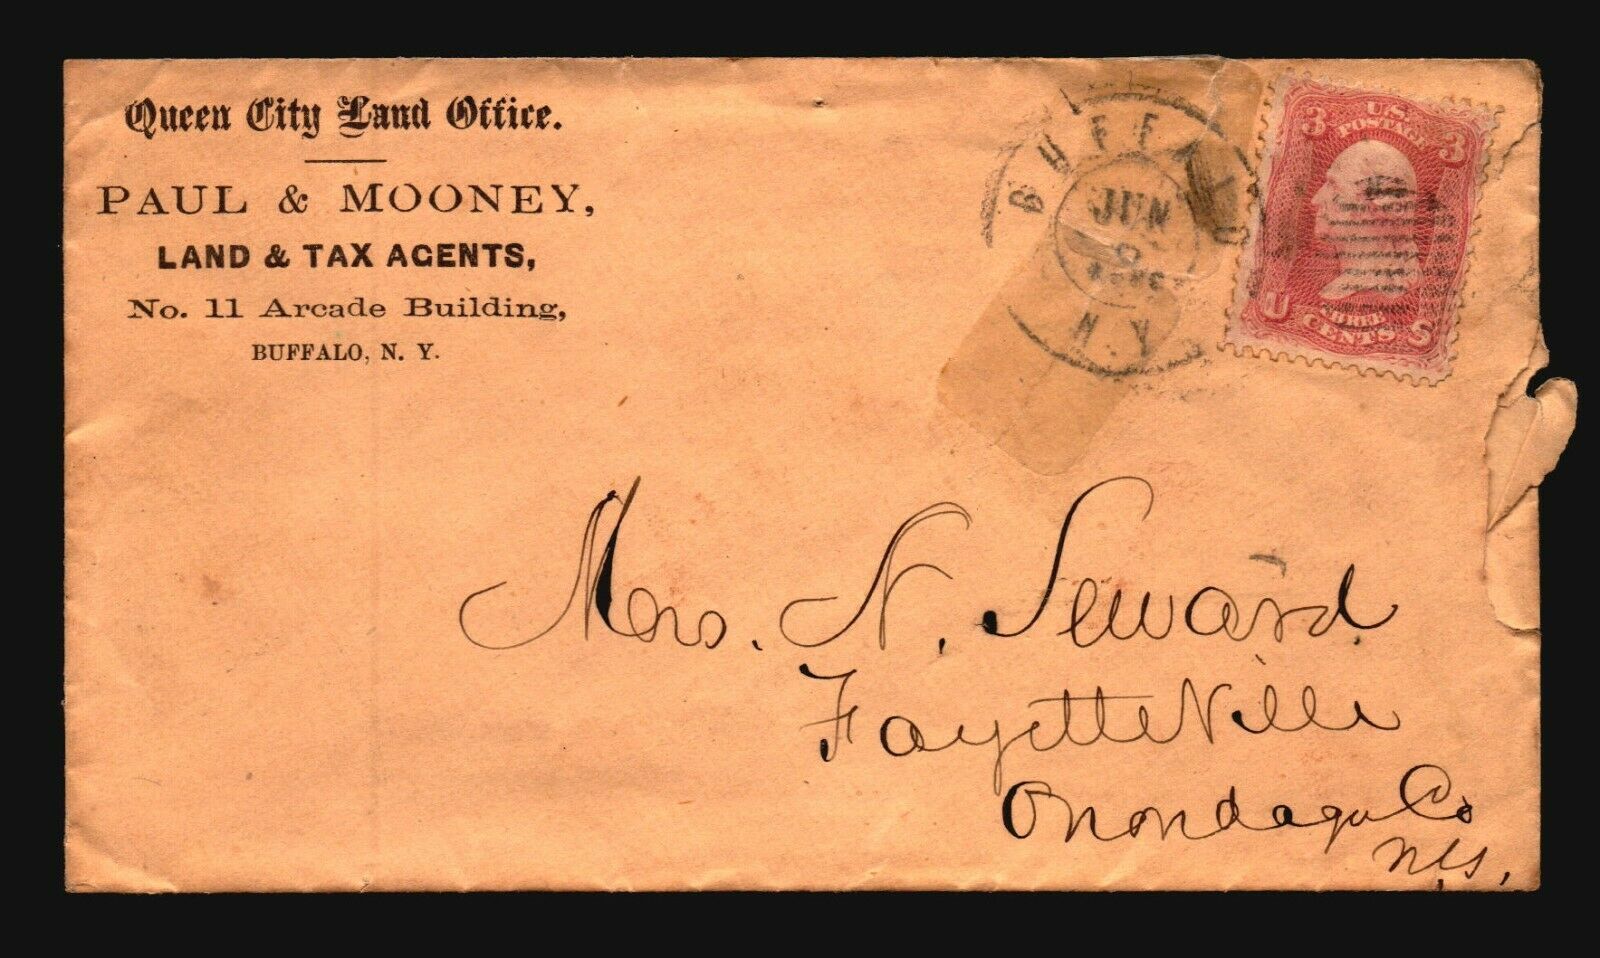 Queen City Land Office.
PAUL & MOONEY,
LAND & TAX AGENTS,
No. 11 Arcade Building,
BUFFALO, N. Y.
BUFFALO
JUN
N.Y.
U.S.
POSTAGE
3 3
THREE
U CENTS S
Mrs. N. Seward
Fayetteville
Onondaga Co
N.Y.